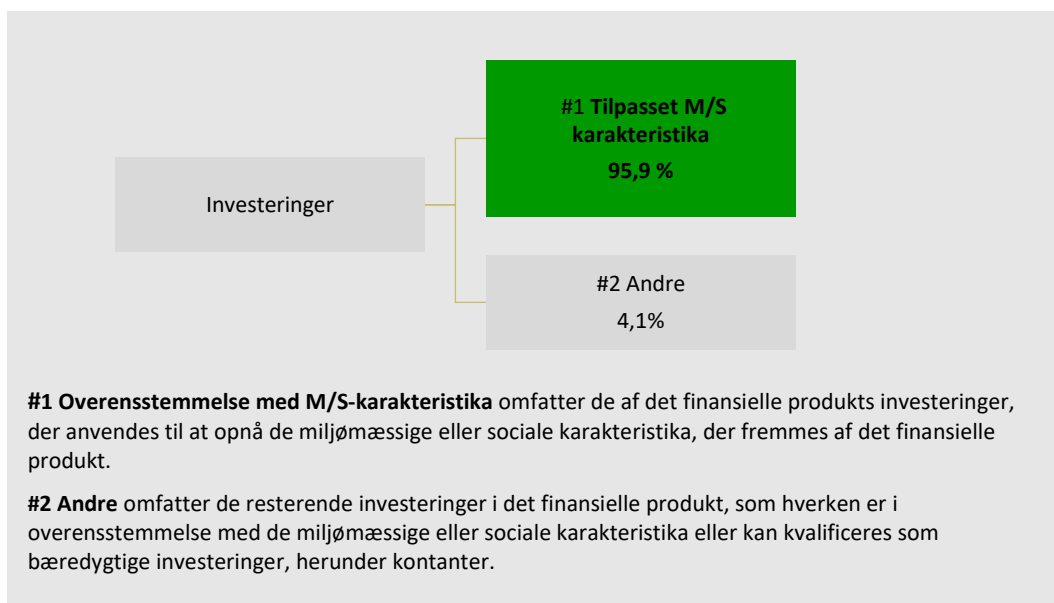 #1 Tilpasset M/S
karakteristika
95,9 %
Investeringer
#2 Andre
4,1%
#1 Overensstemmelse med M/S-karakteristika omfatter de af det finansielle produkts investeringer,
der anvendes til at opnå de miljømæssige eller sociale karakteristika, der fremmes af det finansielle
produkt.
#2 Andre omfatter de resterende investeringer i det finansielle produkt, som hverken er i
overensstemmelse med de miljømæssige eller sociale karakteristika eller kan kvalificeres som
bæredygtige investeringer, herunder kontanter.